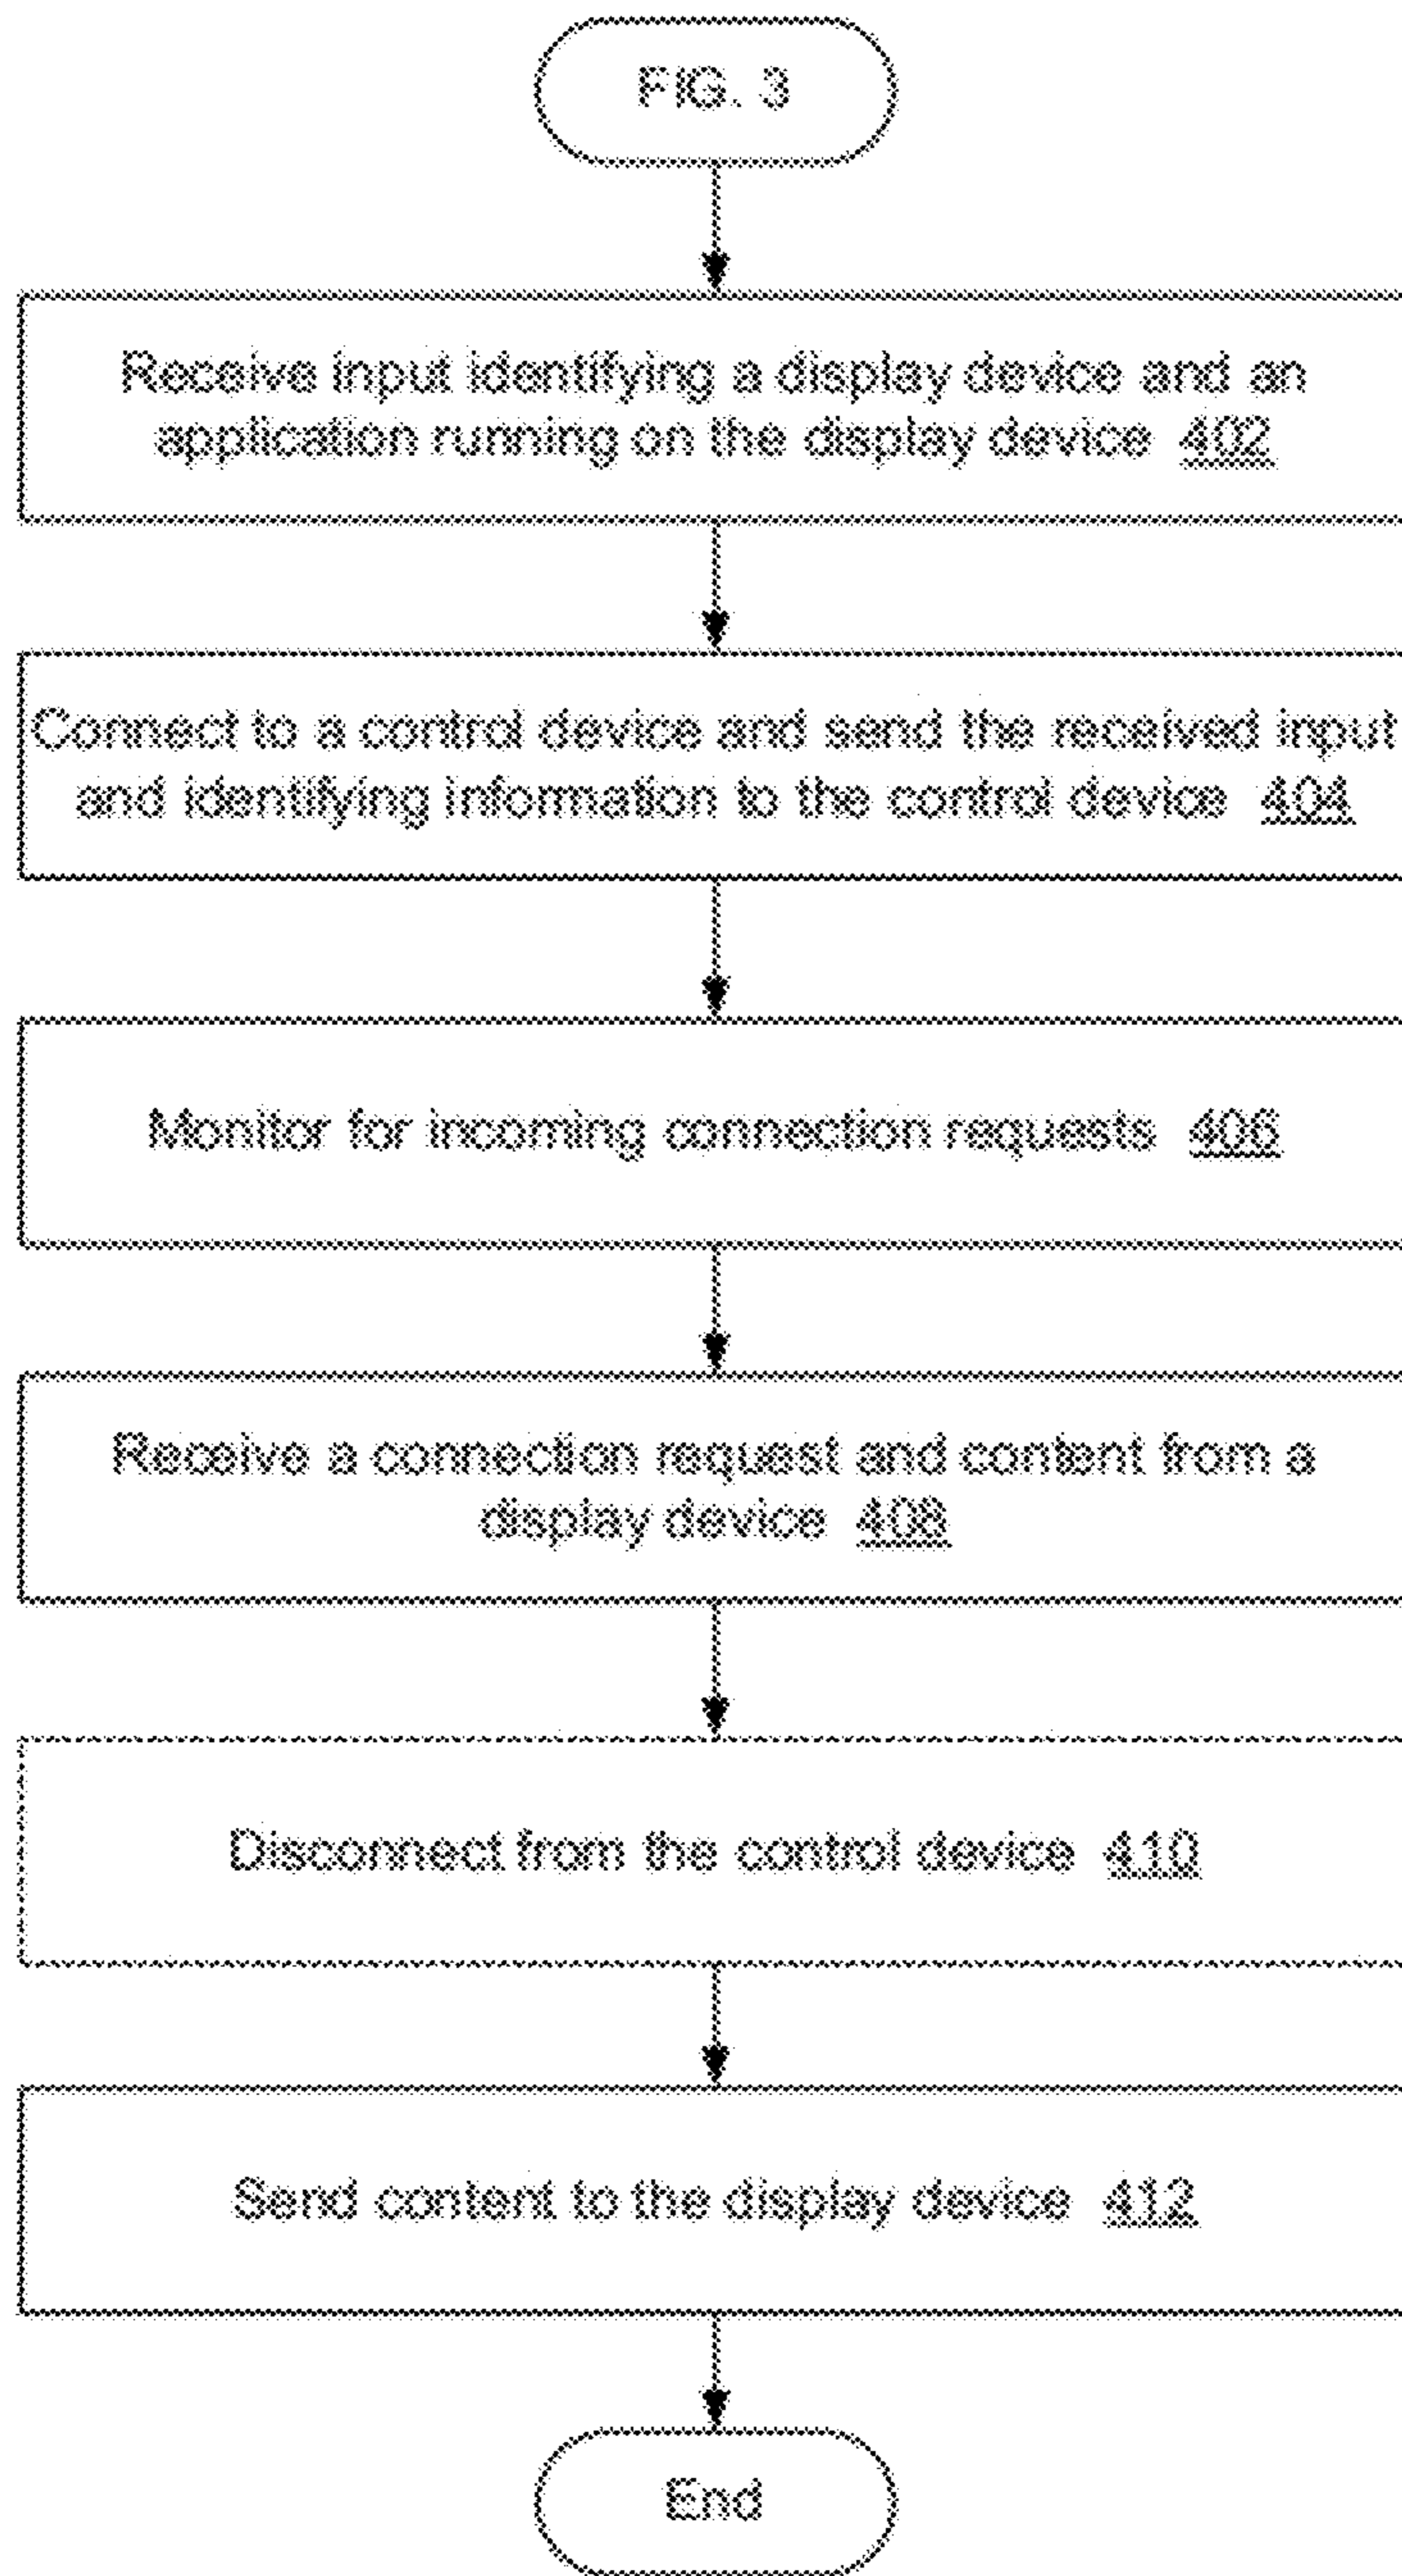 FIG. 3
Receive input identifying a display device and an
application running on the display device 402
Connect to a control device and send the received input
and identifying information to the control device 404
Monitor for incoming connection requests 406
Receive a connection request and content from a
display device 408
Disconnect from the control device 410
Send content to the display device 412
End